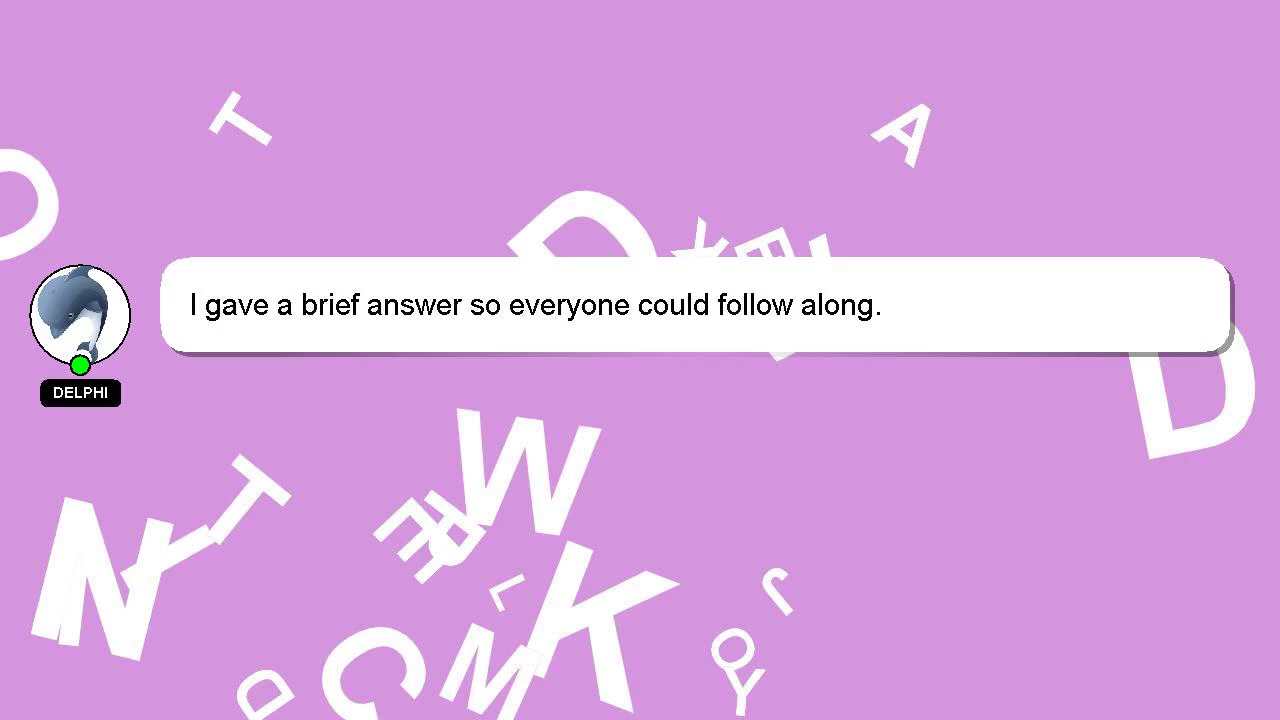 I gave a brief answer so everyone could follow along.
DELPHI
T
A
O
D
K
E
D
W
T
N
E
R
L
K
J
C
M
O
Y
D